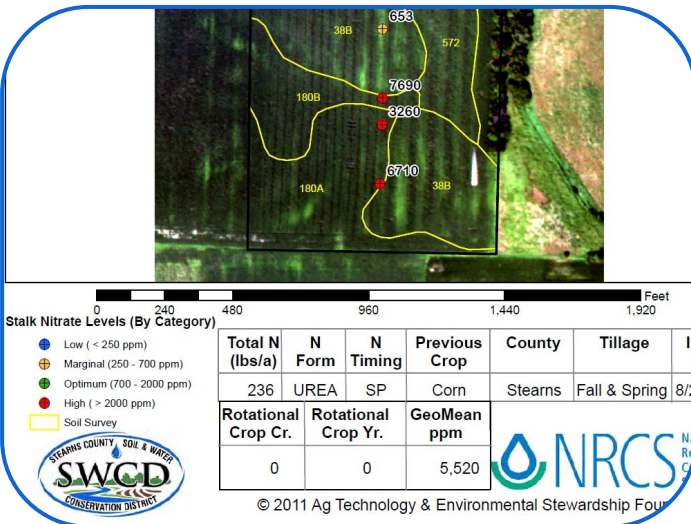 653
38B
572
7690
180B
3260
6710
180A
38B
Feet
0 240 480 960 1,440 1,920
Stalk Nitrate Levels (By Category)
Low ( < 250 ppm)
Marginal (250 - 700 ppm)
Optimum (700 - 2000 ppm)
High ( > 2000 ppm)
Soil Survey
Total N (lbs/a) N Form N Timing Previous Crop County Tillage
236 UREA SP Corn Stearns Fall & Spring 8/2
Rotational Crop Cr. Rotational Crop Yr. GeoMean ppm
0 0 5,520
STEARNS COUNTY SOIL & WATER
SWCD
CONSERVATION DISTRICT
NRCS
© 2011 Ag Technology & Environmental Stewardship Four